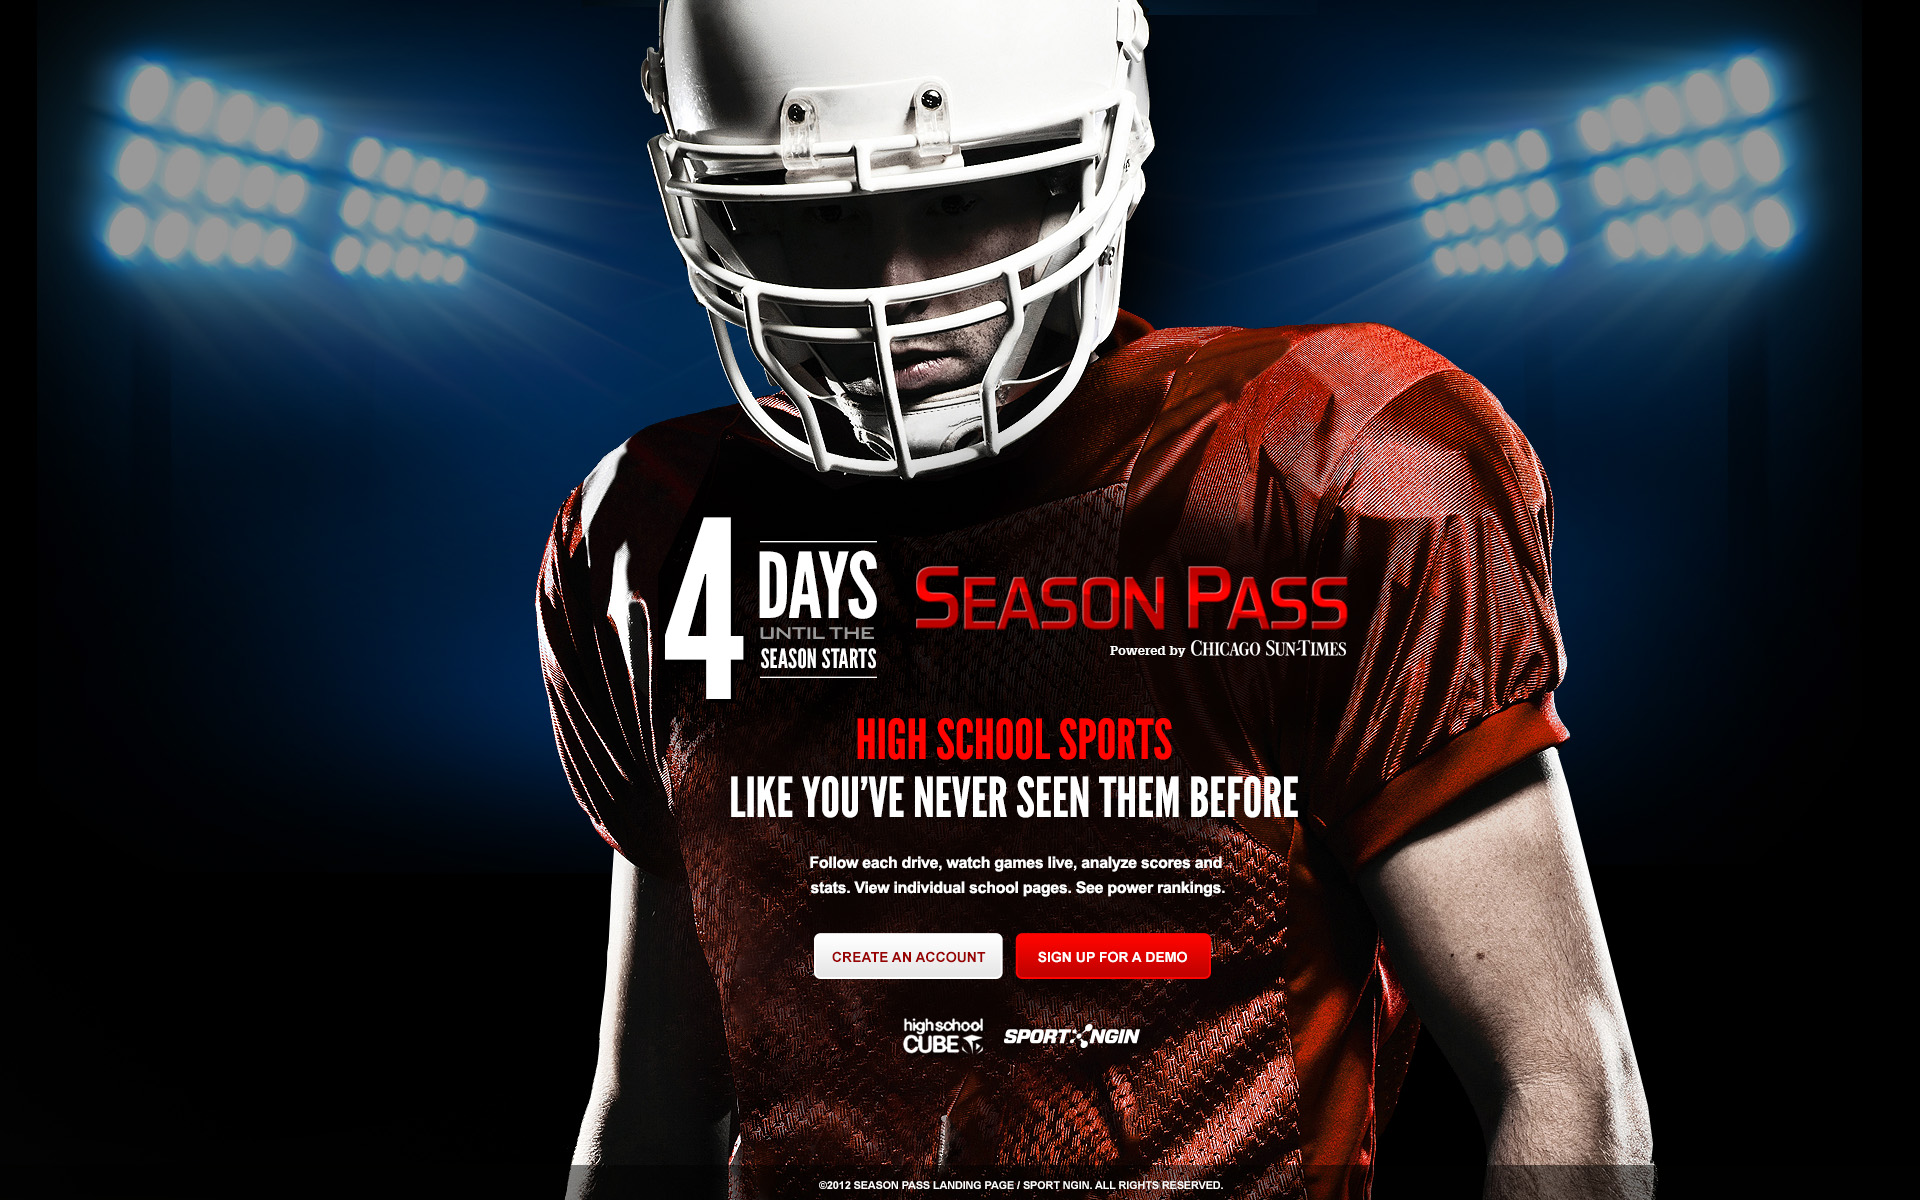 4
DAYS
UNTIL THE
SEASON STARTS
SEASON PASS
Powered by CHICAGO SUN-TIMES
HIGH SCHOOL SPORTS
LIKE YOU'VE NEVER SEEN THEM BEFORE
Follow each drive, watch games live, analyze scores and
stats. View individual school pages. See power rankings.
CREATE AN ACCOUNT
SIGN UP FOR A DEMO
high school
CUBE
SPORT NGIN
©2012 SEASON PASS LANDING PAGE / SPORT NGIN. ALL RIGHTS RESERVED.